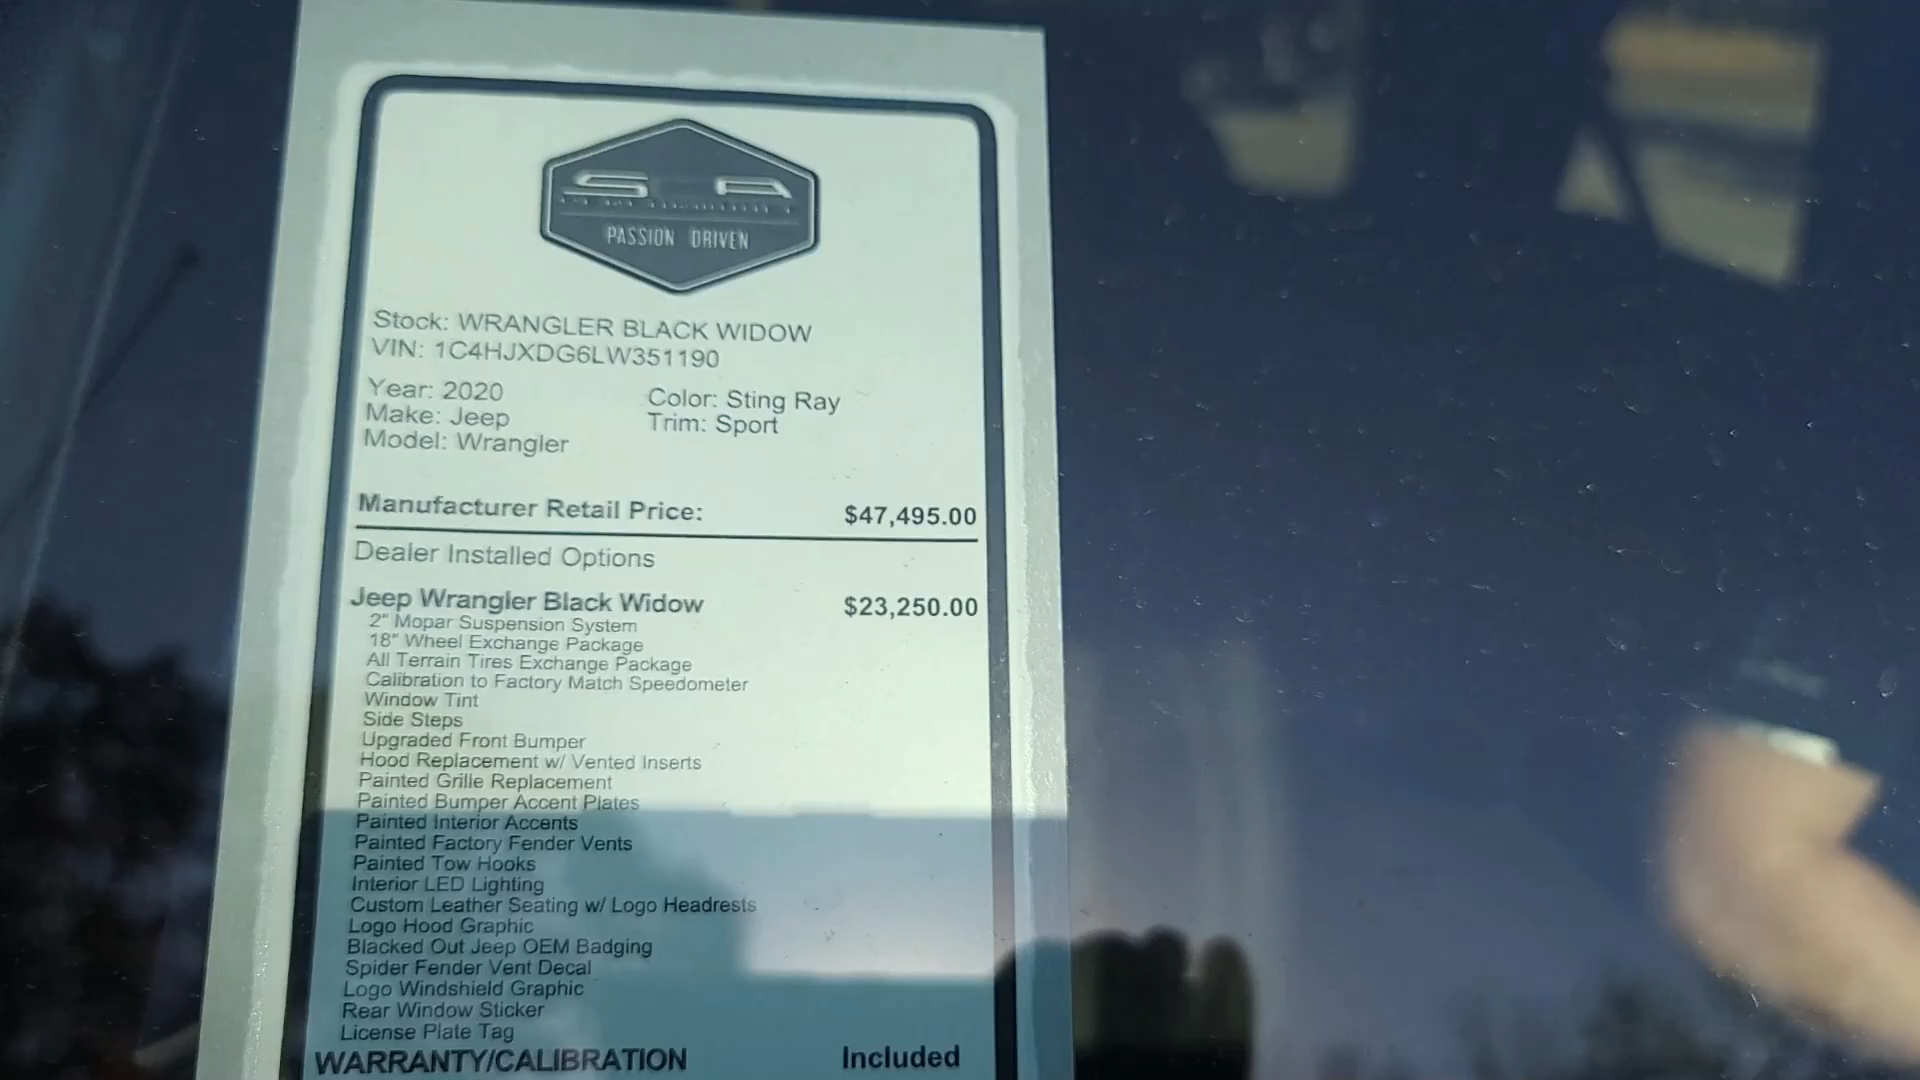 S A
PASSION DRIVEN
Stock: WRANGLER BLACK WIDOW
VIN: 1C4HJXDG6LW351190
Year: 2020
Color: Sting Ray
Make: Jeep
Trim: Sport
Model: Wrangler
Manufacturer Retail Price: $47,495.00
Dealer Installed Options
Jeep Wrangler Black Widow $23,250.00
2" Mopar Suspension System
18" Wheel Exchange Package
All Terrain Tires Exchange Package
Calibration to Factory Match Speedometer
Window Tint
Side Steps
Upgraded Front Bumper
Hood Replacement w/ Vented Inserts
Painted Grille Replacement
Painted Bumper Accent Plates
Painted Interior Accents
Painted Factory Fender Vents
Painted Tow Hooks
Interior LED Lighting
Custom Leather Seating w/ Logo Headrests
Logo Hood Graphic
Blacked Out Jeep OEM Badging
Spider Fender Vent Decal
Logo Windshield Graphic
Rear Window Sticker
License Plate Tag
WARRANTY/CALIBRATION Included